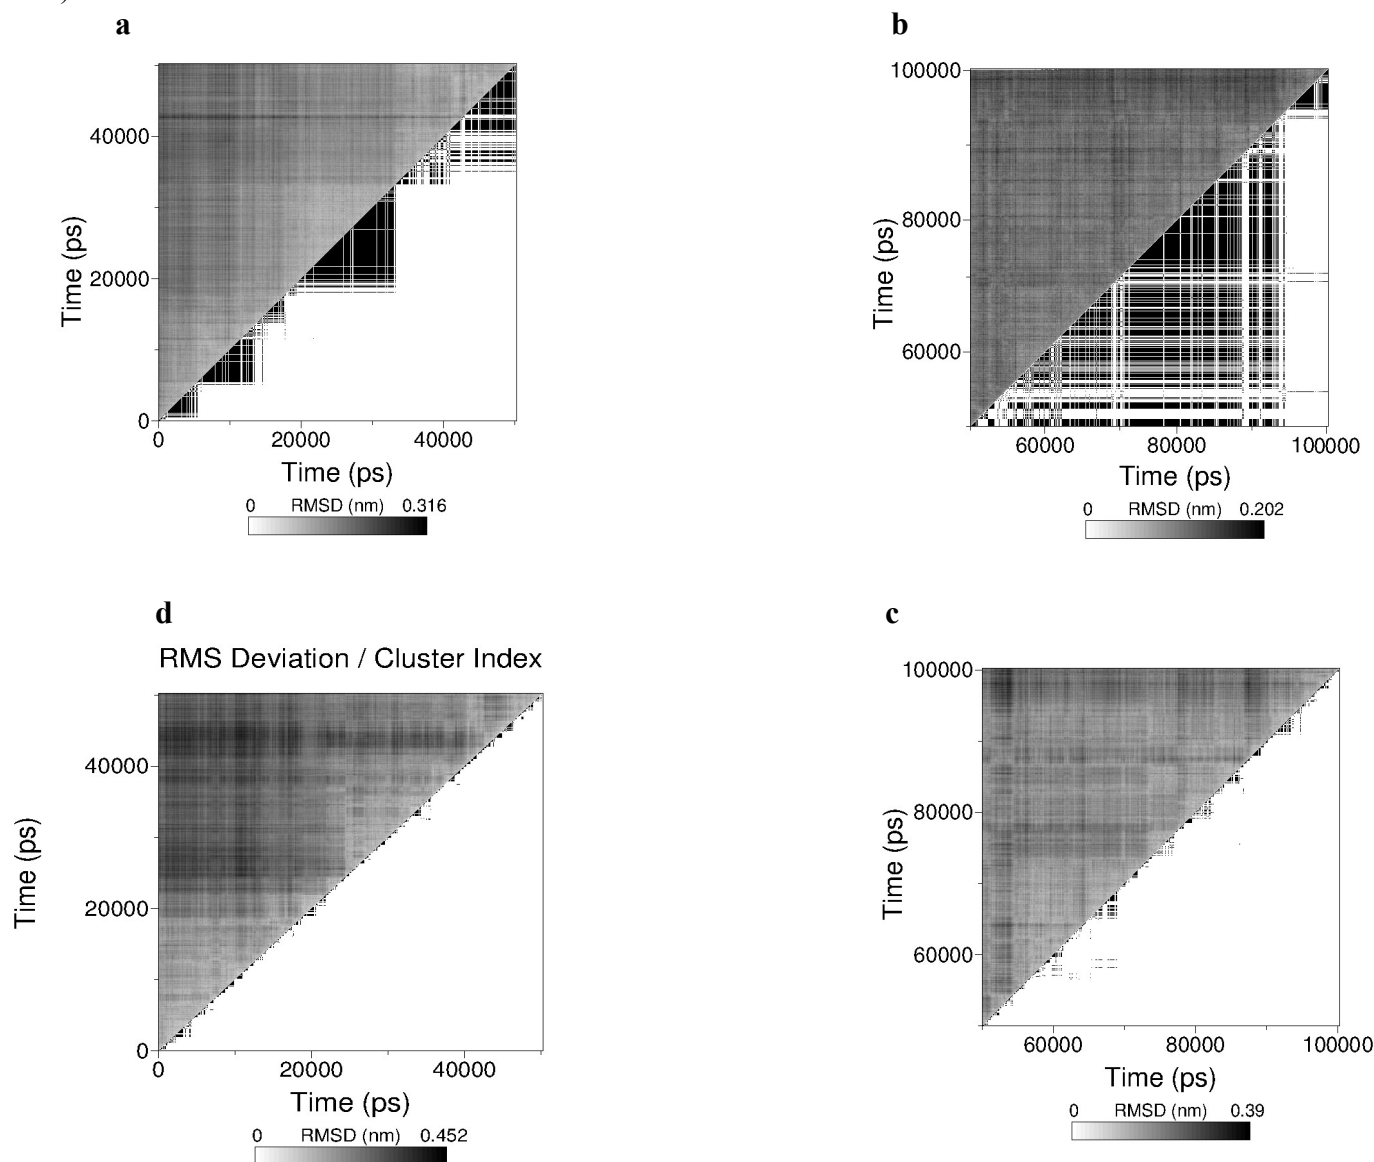 )
a
b
40000
20000
0
Time (ps)
0 20000 40000
Time (ps)
0 RMSD (nm) 0.316
100000
80000
60000
Time (ps)
60000 80000 100000
Time (ps)
0 RMSD (nm) 0.202
d
c
RMS Deviation / Cluster Index
40000
20000
0
Time (ps)
0 20000 40000
Time (ps)
0 RMSD (nm) 0.452
100000
80000
60000
Time (ps)
60000 80000 100000
Time (ps)
0 RMSD (nm) 0.39